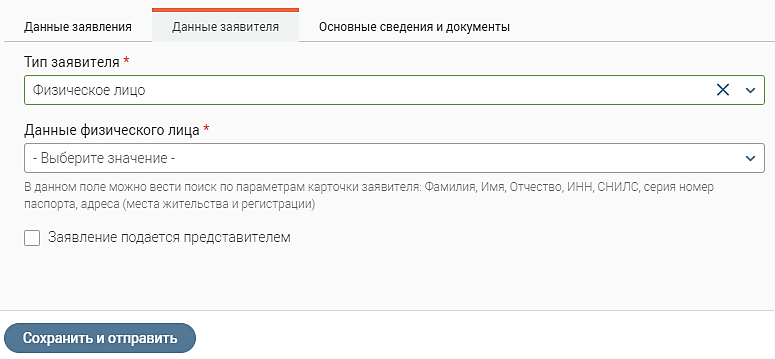 Данные заявления Данные заявителя Основные сведения и документы
Тип заявителя *
Физическое лицо
Данные физического лица *
- Выберите значение -
В данном поле можно вести поиск по параметрам карточки заявителя: Фамилия, Имя, Отчество, ИНН, СНИЛС, серия номер
паспорта, адреса (места жительства и регистрации)
Заявление подается представителем
Сохранить и отправить